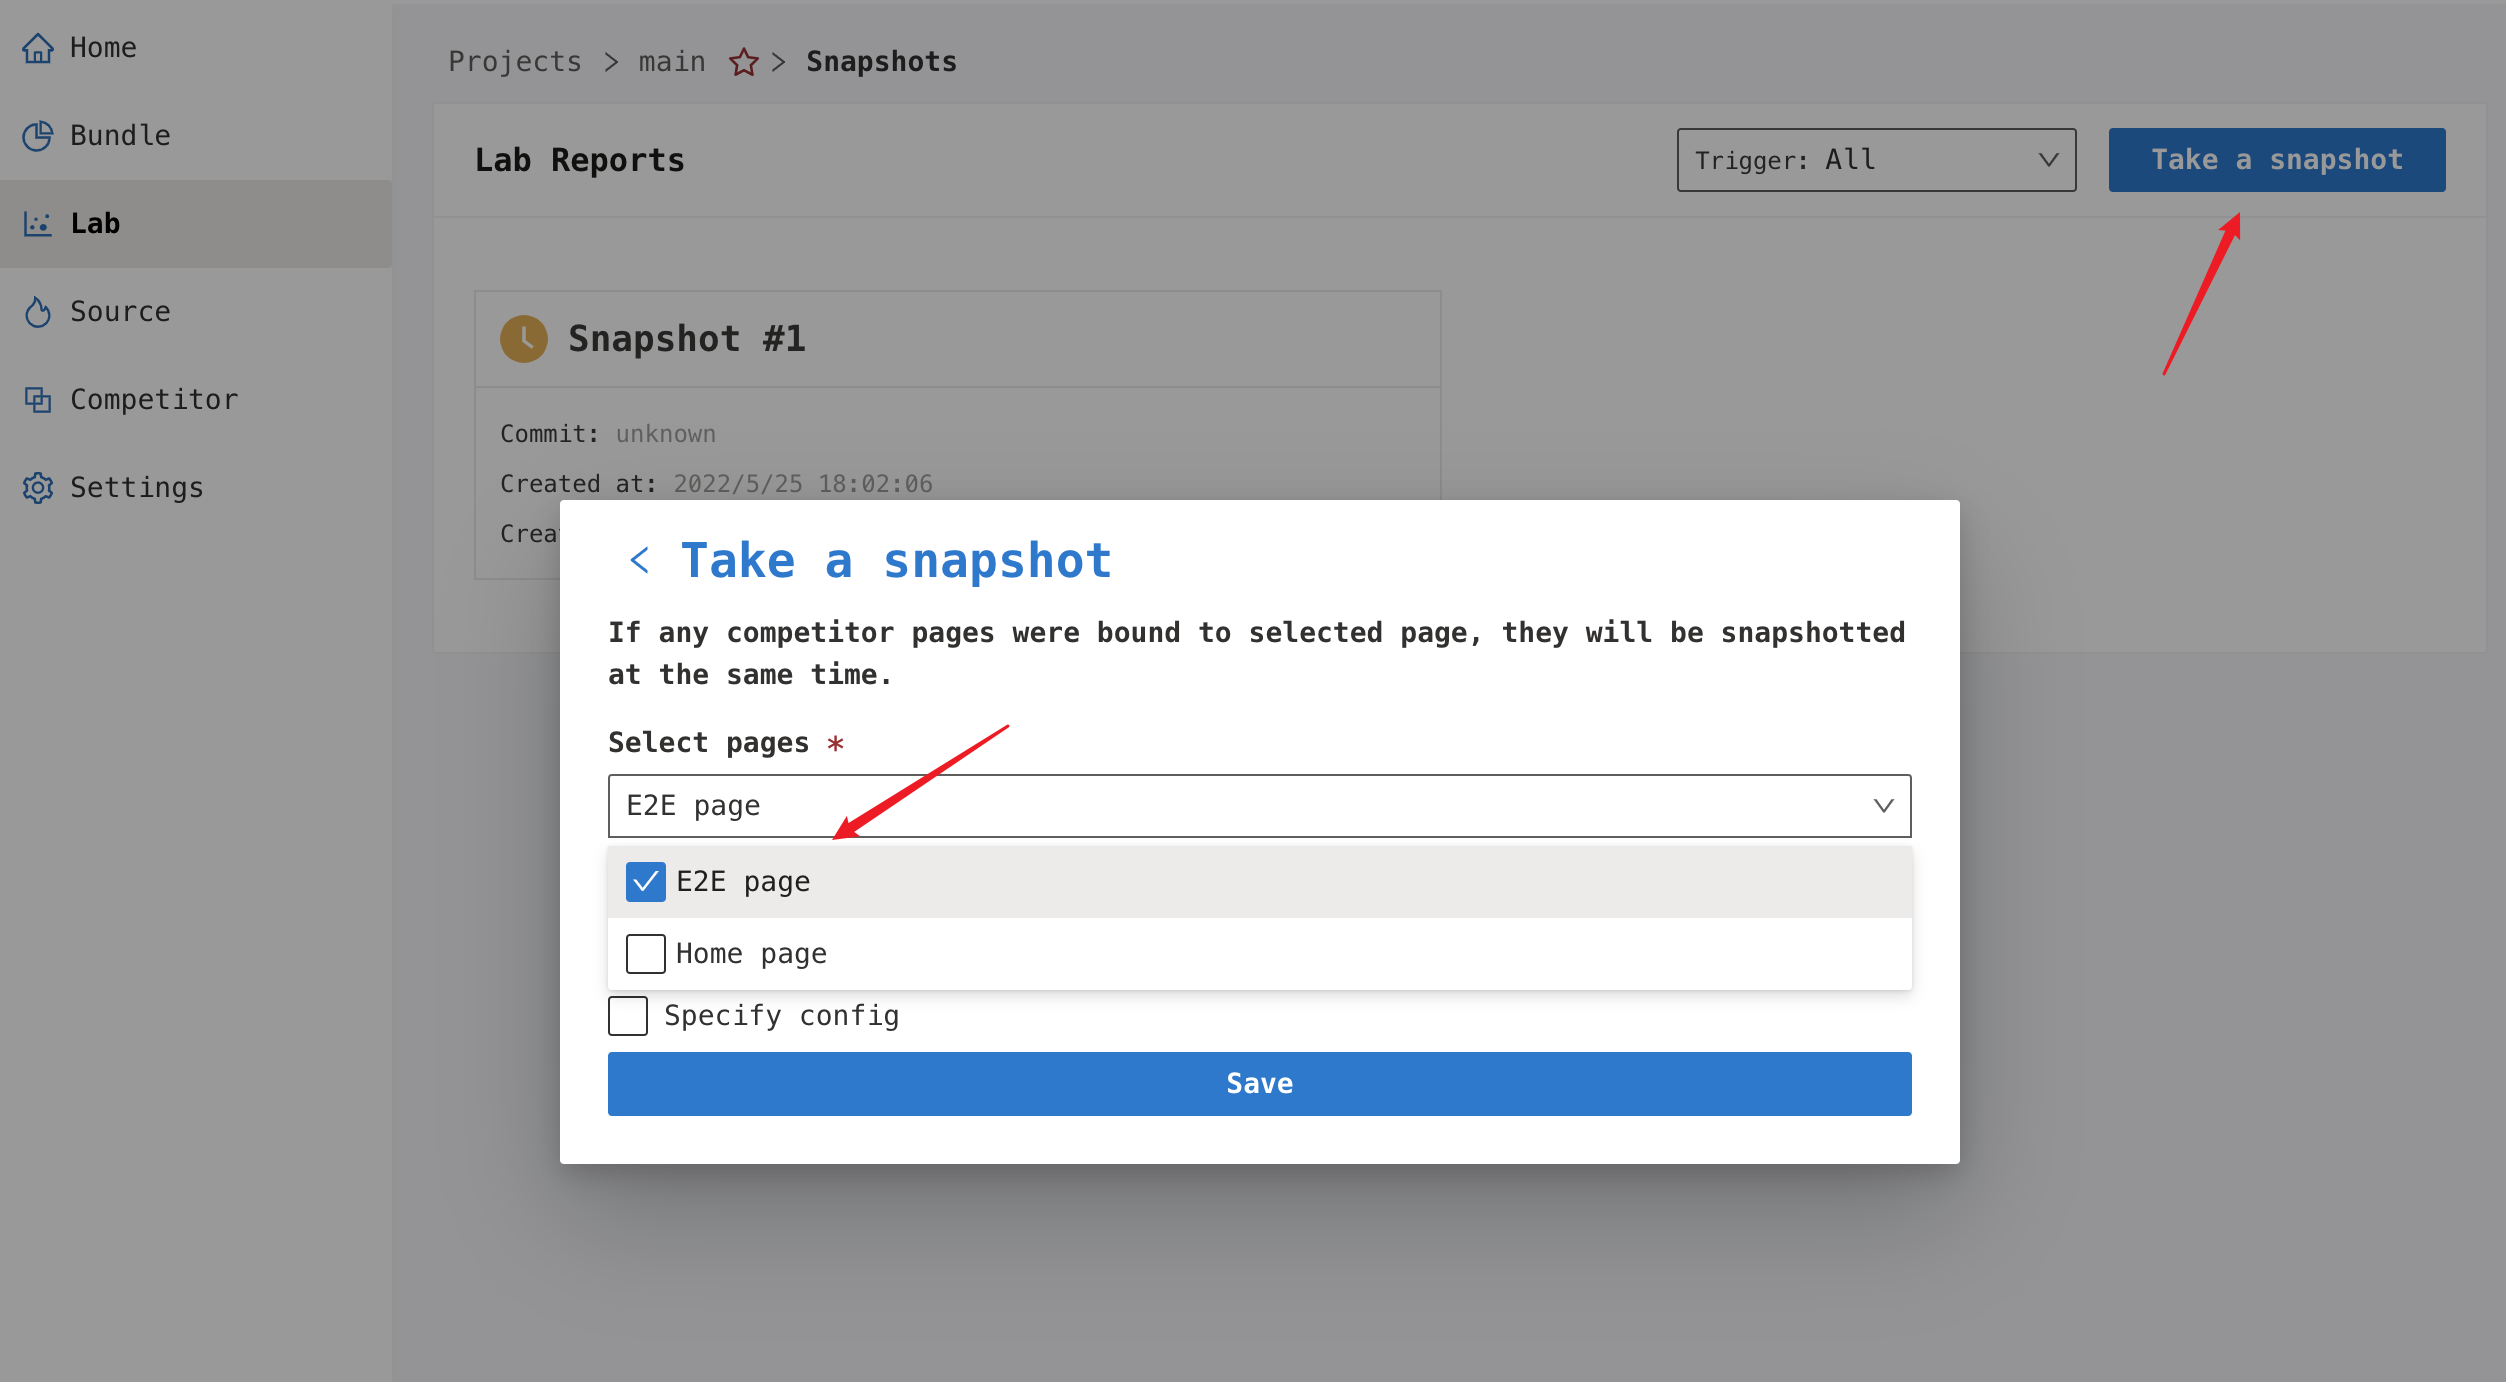 Home
Bundle
Lab
Source
Competitor
Settings
Projects > main > Snapshots
Lab Reports
Trigger: All
Take a snapshot
Snapshot #1
Commit: unknown
Created at: 2022/5/25 18:02:06
Crea
< Take a snapshot
If any competitor pages were bound to selected page, they will be snapshotted
at the same time.
Select pages *
E2E page
E2E page
Home page
Specify config
Save